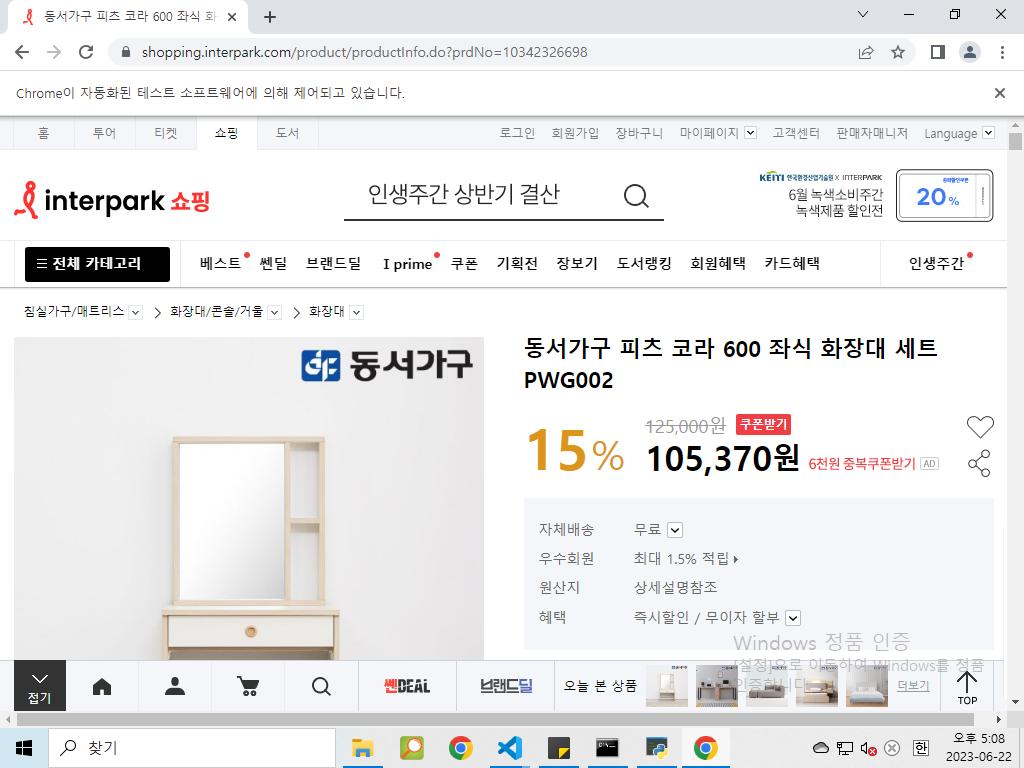 동서가구 피츠 코라 600 좌식 화
shopping.interpark.com/product/productInfo.do?prdNo=10342326698
Chrome이 자동화된 테스트 소프트웨어에 의해 제어되고 있습니다.
홈 투어 티켓 쇼핑 도서 로그인 회원가입 장바구니 마이페이지 고객센터 판매자매니저 Language
interpark 쇼핑
인생주간 상반기 결산
KEITI 한국환경산업기술원 X INTERPARK
6월 녹색소비주간
녹색제품 할인전
20%
전체 카테고리 베스트 쎈딜 브랜드딜 I prime 쿠폰 기획전 장보기 도서랭킹 회원혜택 카드혜택 인생주간
침실가구/매트리스 화장대/콘솔/거울 화장대
동서가구
동서가구 피츠 코라 600 좌식 화장대 세트
PWG002
15%
125,000원 쿠폰받기
105,370원 6천원 중복쿠폰받기 AD
자체배송 무료
우수회원 최대 1.5% 적립
원산지 상세설명참조
혜택 즉시할인 / 무이자 할부
Windows 정품 인증
[설정]으로 이동하여 Windows를 정품
인증합니다.
접기
쎈DEAL
브랜드딜
오늘 본 상품
더보기
TOP
찾기
한
오후 5:08
2023-06-22